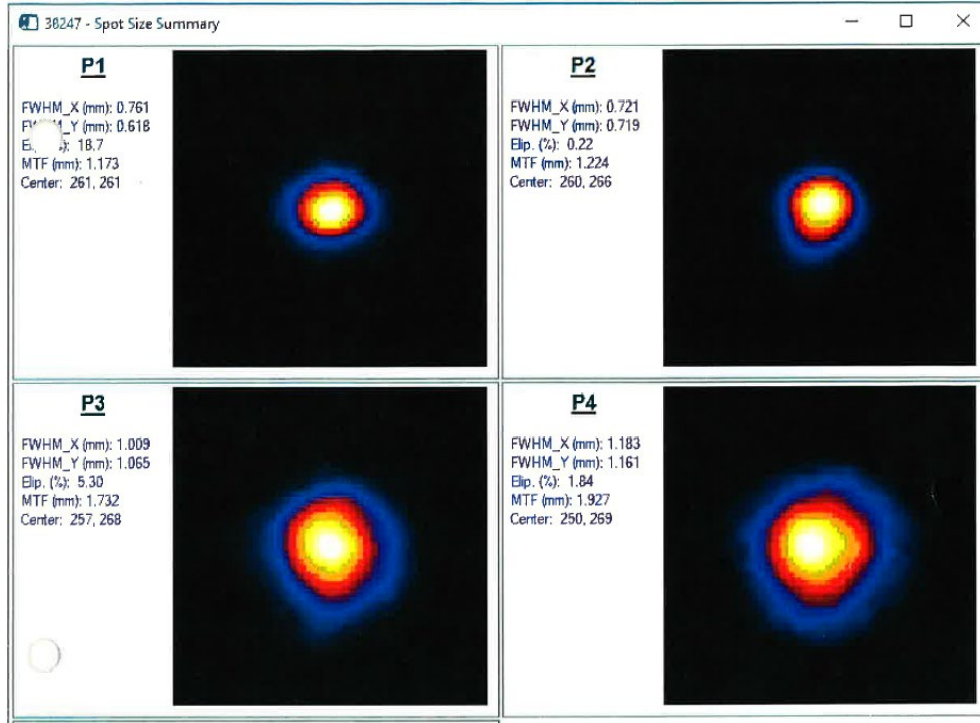 38247 - Spot Size Summary
P1
FWHM_X (mm): 0.761
_Y (mm): 0.618
18.7
MTF (mm): 1.173
Center: 261, 261
P2
FWHM_X (mm): 0.721
FWHM_Y (mm): 0.719
Elip. (%): 0.22
MTF (mm): 1.224
Center: 260, 266
P3
FWHM_X (mm): 1.009
FWHM_Y (mm): 1.065
Elip. (%): 5.30
MTF (mm): 1.732
Center: 257, 268
P4
FWHM_X (mm): 1.183
FWHM_Y (mm): 1.161
Elip. (%): 1.84
MTF (mm): 1.927
Center: 250, 269